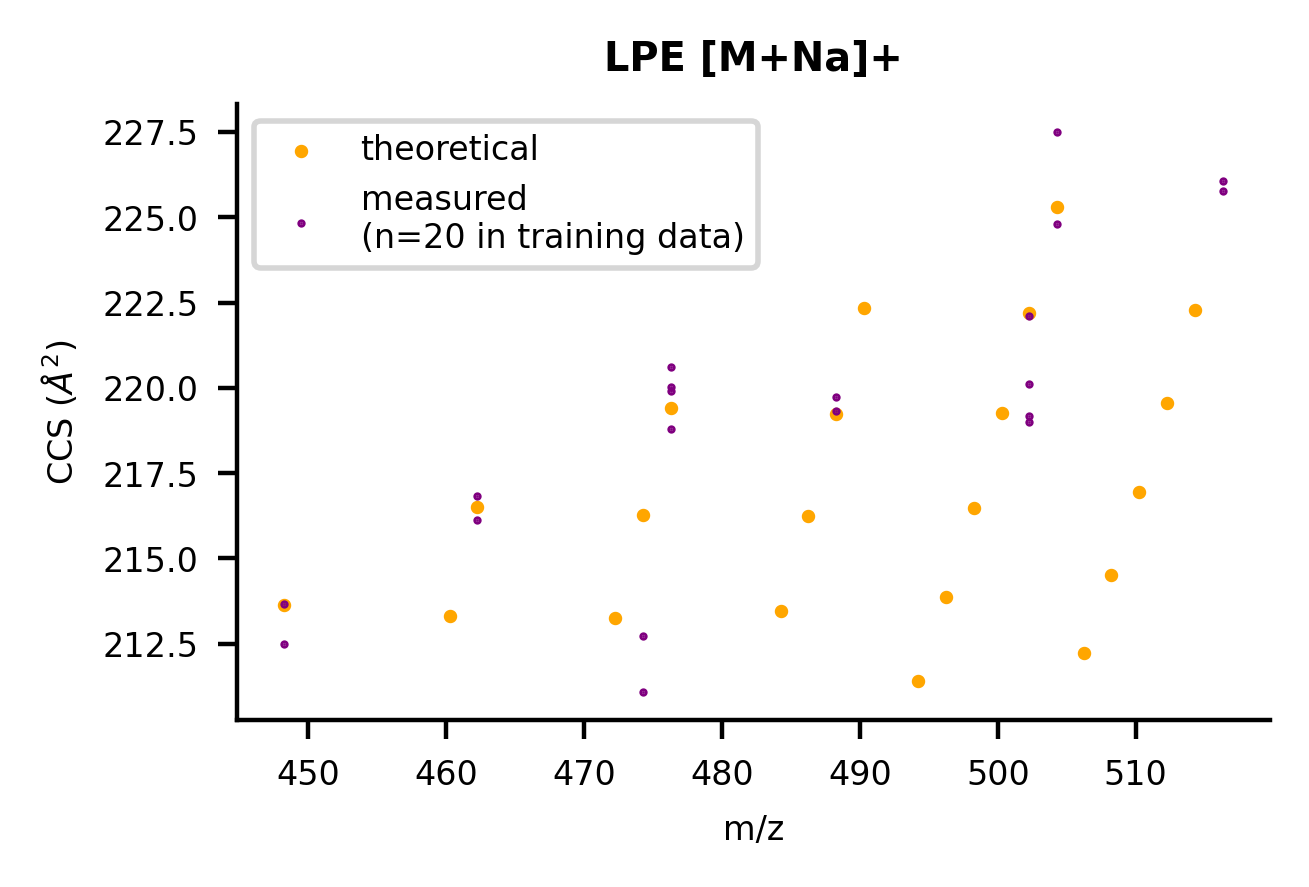 LPE [M+Na]+
227.5
225.0
222.5
220.0
217.5
215.0
212.5
CCS (Å²)
theoretical
measured
(n=20 in training data)
450 460 470 480 490 500 510
m/z